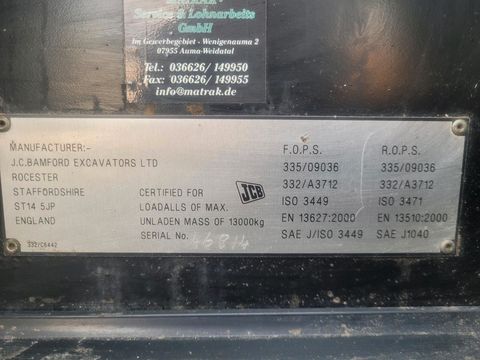 MATRAK-
Service & Lohnarbeits
GmbH
Im Gewerbegebiet - Wenigenauma 2
07955 Auma-Weidatal
Tel.: 036626/ 149950
Fax: 036626/ 149955
info@matrak.de
MANUFACTURER:-
J.C.BAMFORD EXCAVATORS LTD
ROCESTER
STAFFORDSHIRE
ST14 5JP
ENGLAND
332/C6442
CERTIFIED FOR
LOADALLS OF MAX.
UNLADEN MASS OF 13000kg
SERIAL No. 46814
JCB
F.O.P.S.
335/09036
332/A3712
ISO 3449
EN 13627:2000
SAE J/ISO 3449
R.O.P.S.
335/09036
332/A3712
ISO 3471
EN 13510:2000
SAE J1040